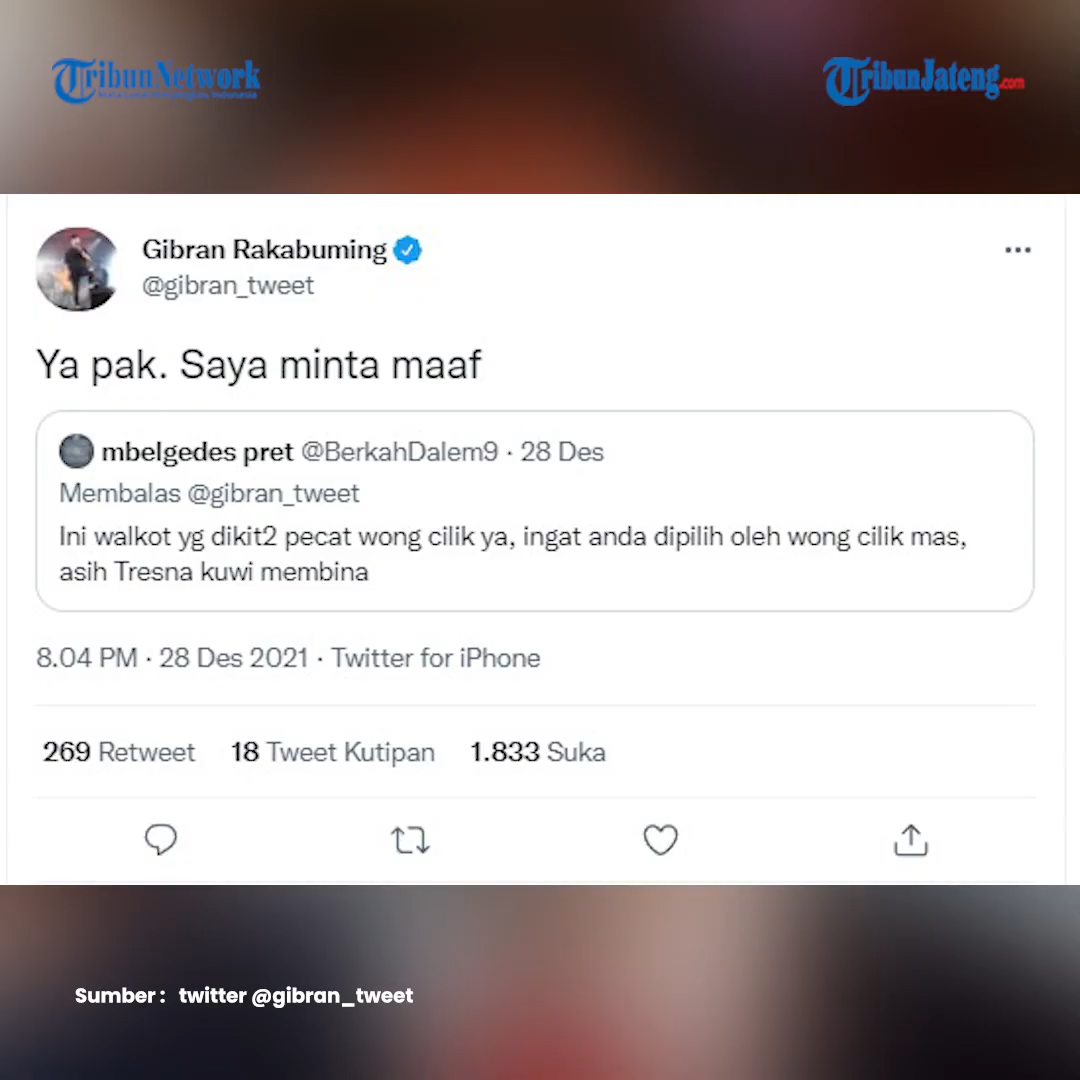 Tribun Network
TribunJateng.com
Gibran Rakabuming
@gibran_tweet
Ya pak. Saya minta maaf
mbelgedes pret @BerkahDalem9 · 28 Des
Membalas @gibran_tweet
Ini walkot yg dikit2 pecat wong cilik ya, ingat anda dipilih oleh wong cilik mas,
asih Tresna kuwi membina
8.04 PM · 28 Des 2021 · Twitter for iPhone
269 Retweet 18 Tweet Kutipan 1.833 Suka
Sumber : twitter @gibran_tweet